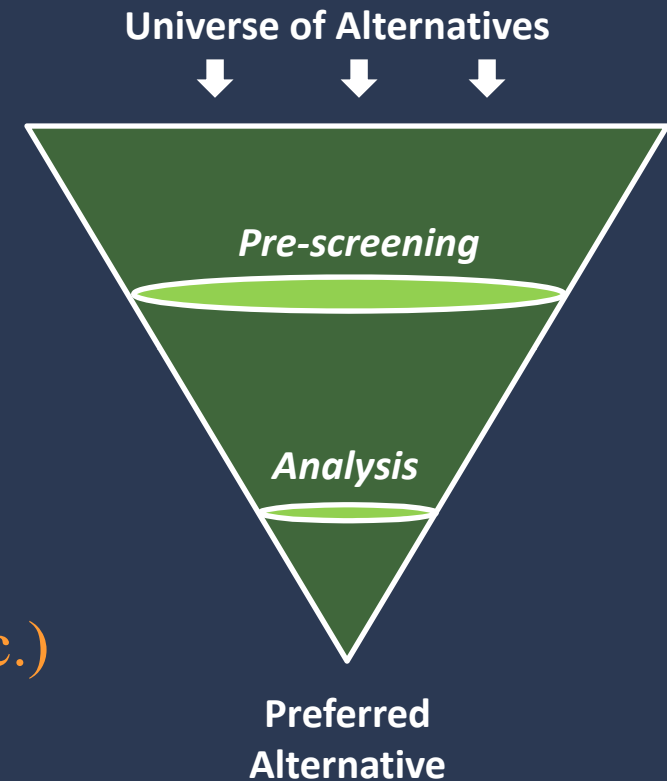 Universe of Alternatives
Pre-screening
Analysis
c.)
Preferred
Alternative